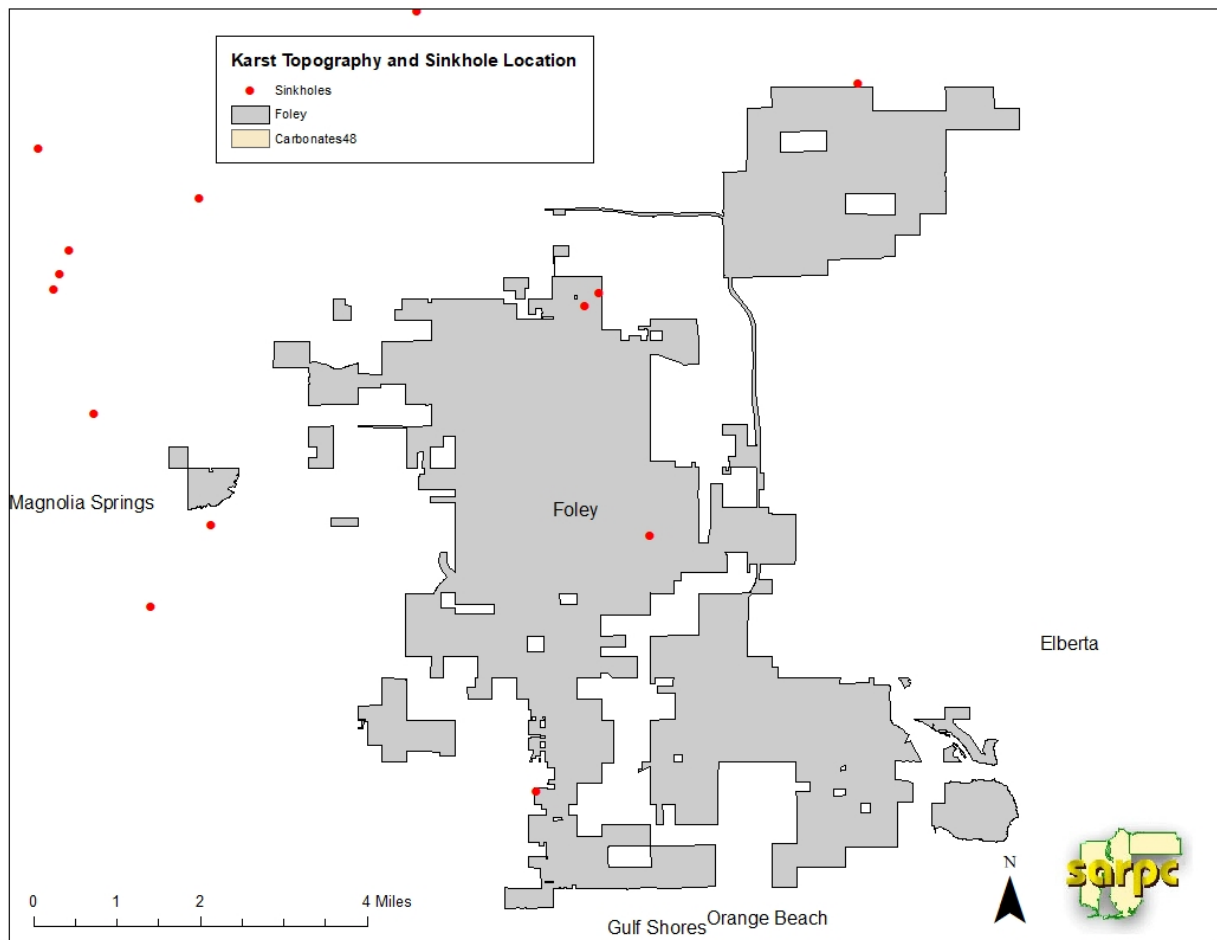 Karst Topography and Sinkhole Location
Sinkholes
Foley
Carbonates48
Magnolia Springs
Foley
Elberta
0 2 4 Miles
Gulf Shores
Orange Beach
N
sarpc